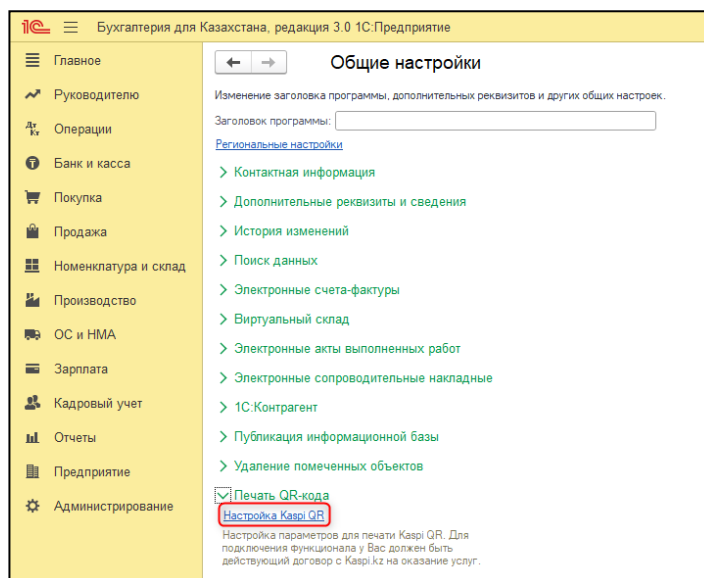 1С Бухгалтерия для Казахстана, редакция 3.0 1С:Предприятие
Главное
Руководителю
Дт Кт Операции
Банк и касса
Покупка
Продажа
Номенклатура и склад
Производство
ОС и НМА
Зарплата
Кадровый учет
Отчеты
Предприятие
Администрирование
Общие настройки
Изменение заголовка программы, дополнительных реквизитов и других общих настроек.
Заголовок программы:
Региональные настройки
Контактная информация
Дополнительные реквизиты и сведения
История изменений
Поиск данных
Электронные счета-фактуры
Виртуальный склад
Электронные акты выполненных работ
Электронные сопроводительные накладные
1С:Контрагент
Публикация информационной базы
Удаление помеченных объектов
Печать QR-кода
Настройка Kaspi QR
Настройка параметров для печати Kaspi QR. Для
подключения функционала у Вас должен быть
действующий договор с Kaspi.kz на оказание услуг.